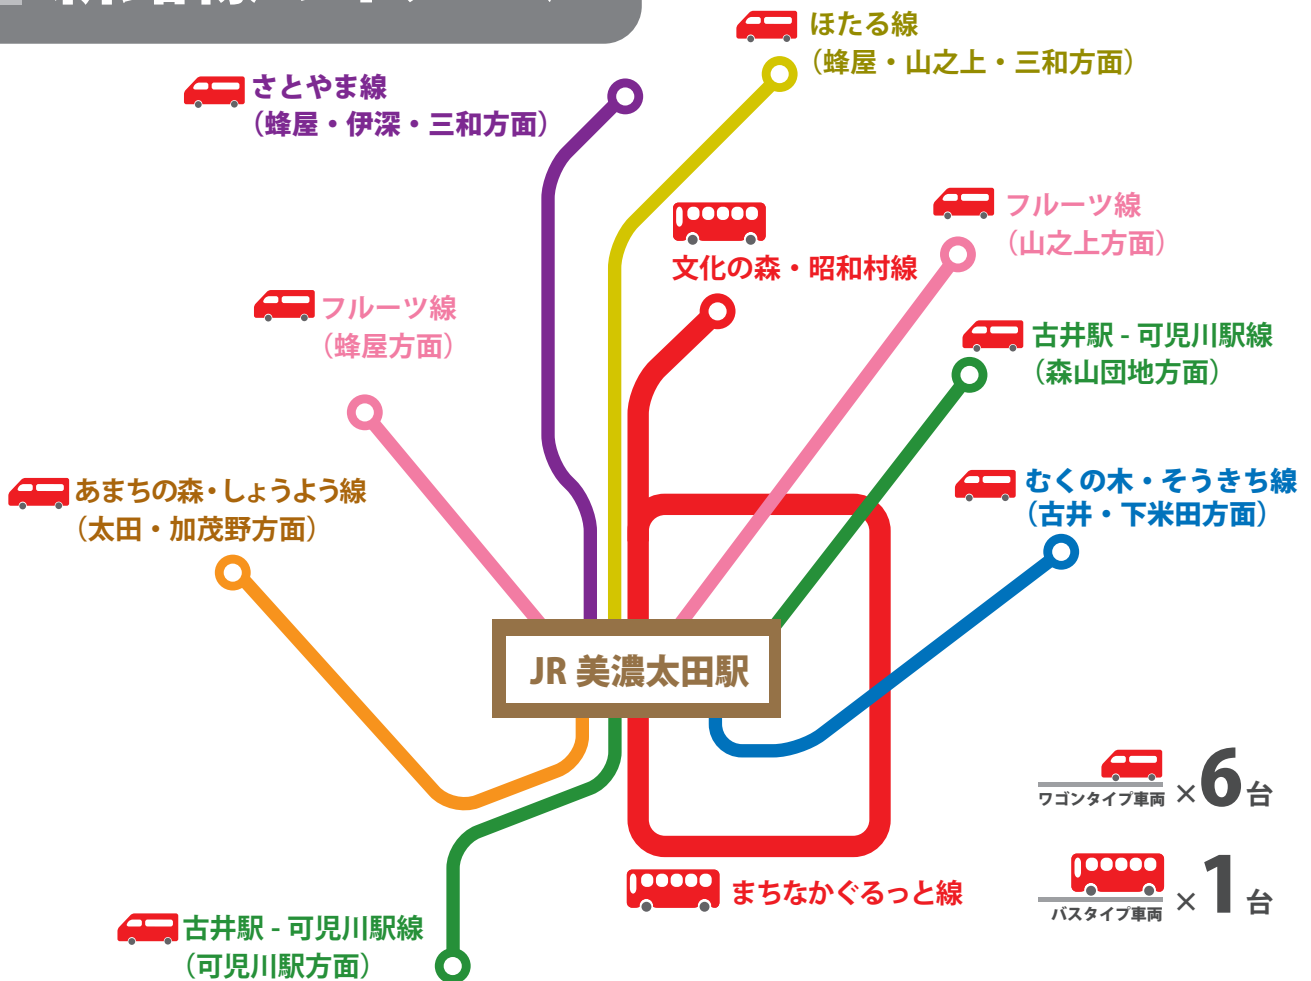 ほたる線
（蜂屋・山之上・三和方面）
さとやま線
（蜂屋・伊深・三和方面）
フルーツ線
（山之上方面）
文化の森・昭和村線
フルーツ線
（蜂屋方面）
古井駅 - 可児川駅線
（森山団地方面）
あまちの森・しょうよう線
（太田・加茂野方面）
むくの木・そうきち線
（古井・下米田方面）
JR 美濃太田駅
ワゴンタイプ車両 ×6台
まちなかぐるっと線
バスタイプ車両 ×1台
古井駅 - 可児川駅線
（可児川駅方面）